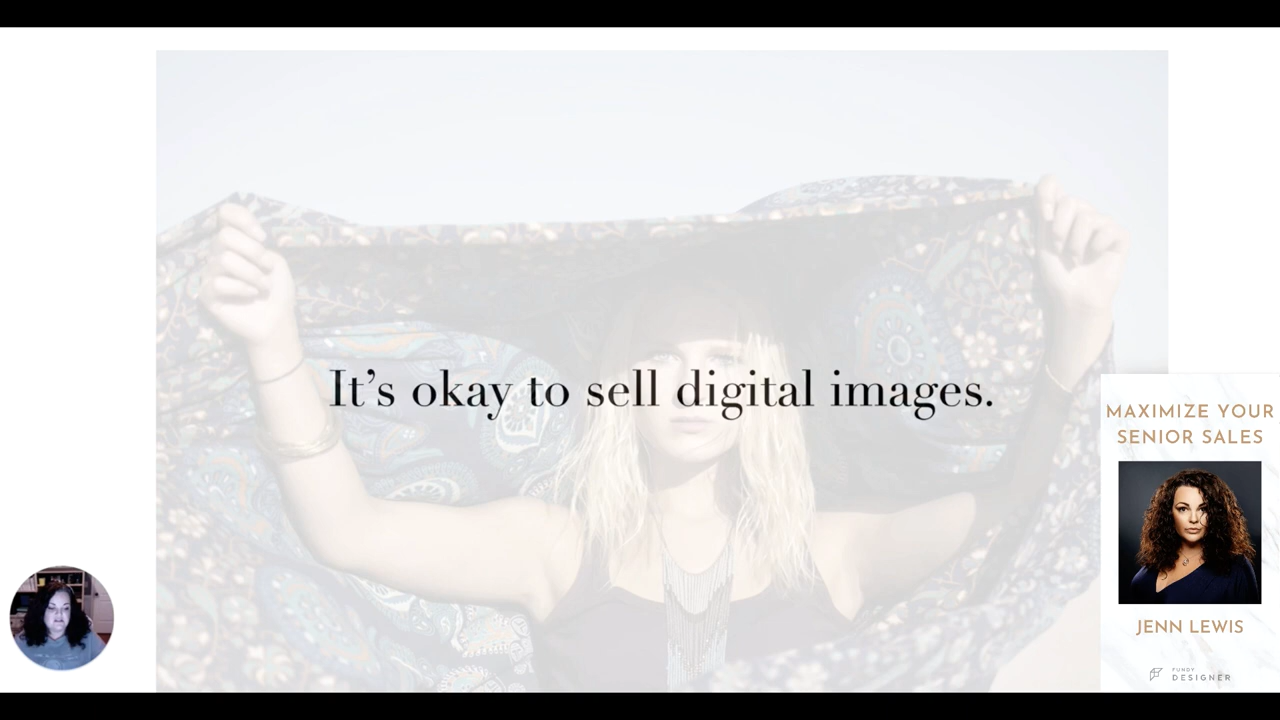 It’s okay to sell digital images.
MAXIMIZE YOUR
SENIOR SALES
JENN LEWIS
FUNDY
DESIGNER